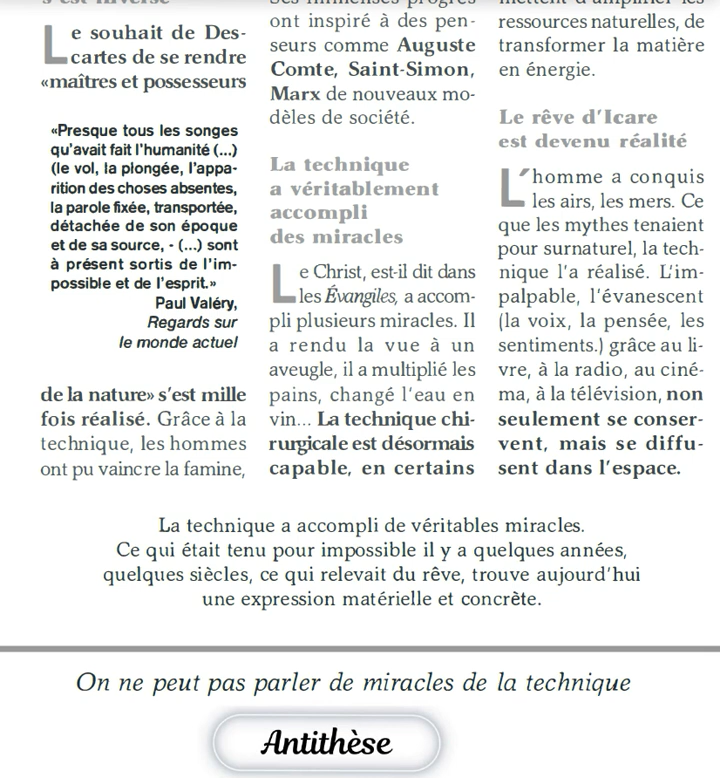 Le souhait de Des-
cartes de se rendre
«maîtres et possesseurs
«Presque tous les songes
qu'avait fait l'humanité (...)
(le vol, la plongée, l'appa-
rition des choses absentes,
la parole fixée, transportée,
détachée de son époque
et de sa source, - (...) sont
à présent sortis de l'im-
possible et de l'esprit.»
Paul Valéry,
Regards sur
le monde actuel
de la nature» s'est mille
fois réalisé. Grâce à la
technique, les hommes
ont pu vaincre la famine,
ont inspiré à des pen-
seurs comme Auguste
Comte, Saint-Simon,
Marx de nouveaux mo-
dèles de société.
La technique
a véritablement
accompli
des miracles
Le Christ, est-il dit dans
les Évangiles, a accom-
pli plusieurs miracles. Il
a rendu la vue à un
aveugle, il a multiplié les
pains, changé l'eau en
vin... La technique chi-
rurgicale est désormais
capable, en certains
ressources naturelles, de
transformer la matière
en énergie.
Le rêve d'Icare
est devenu réalité
L'homme a conquis
les airs, les mers. Ce
que les mythes tenaient
pour surnaturel, la tech-
nique l'a réalisé. L'im-
palpable, l'évanescent
(la voix, la pensée, les
sentiments.) grâce au li-
vre, à la radio, au ciné-
ma, à la télévision, non
seulement se conser-
vent, mais se diffu-
sent dans l'espace.
La technique a accompli de véritables miracles.
Ce qui était tenu pour impossible il y a quelques années,
quelques siècles, ce qui relevait du rêve, trouve aujourd'hui
une expression matérielle et concrète.
On ne peut pas parler de miracles de la technique
Antithèse